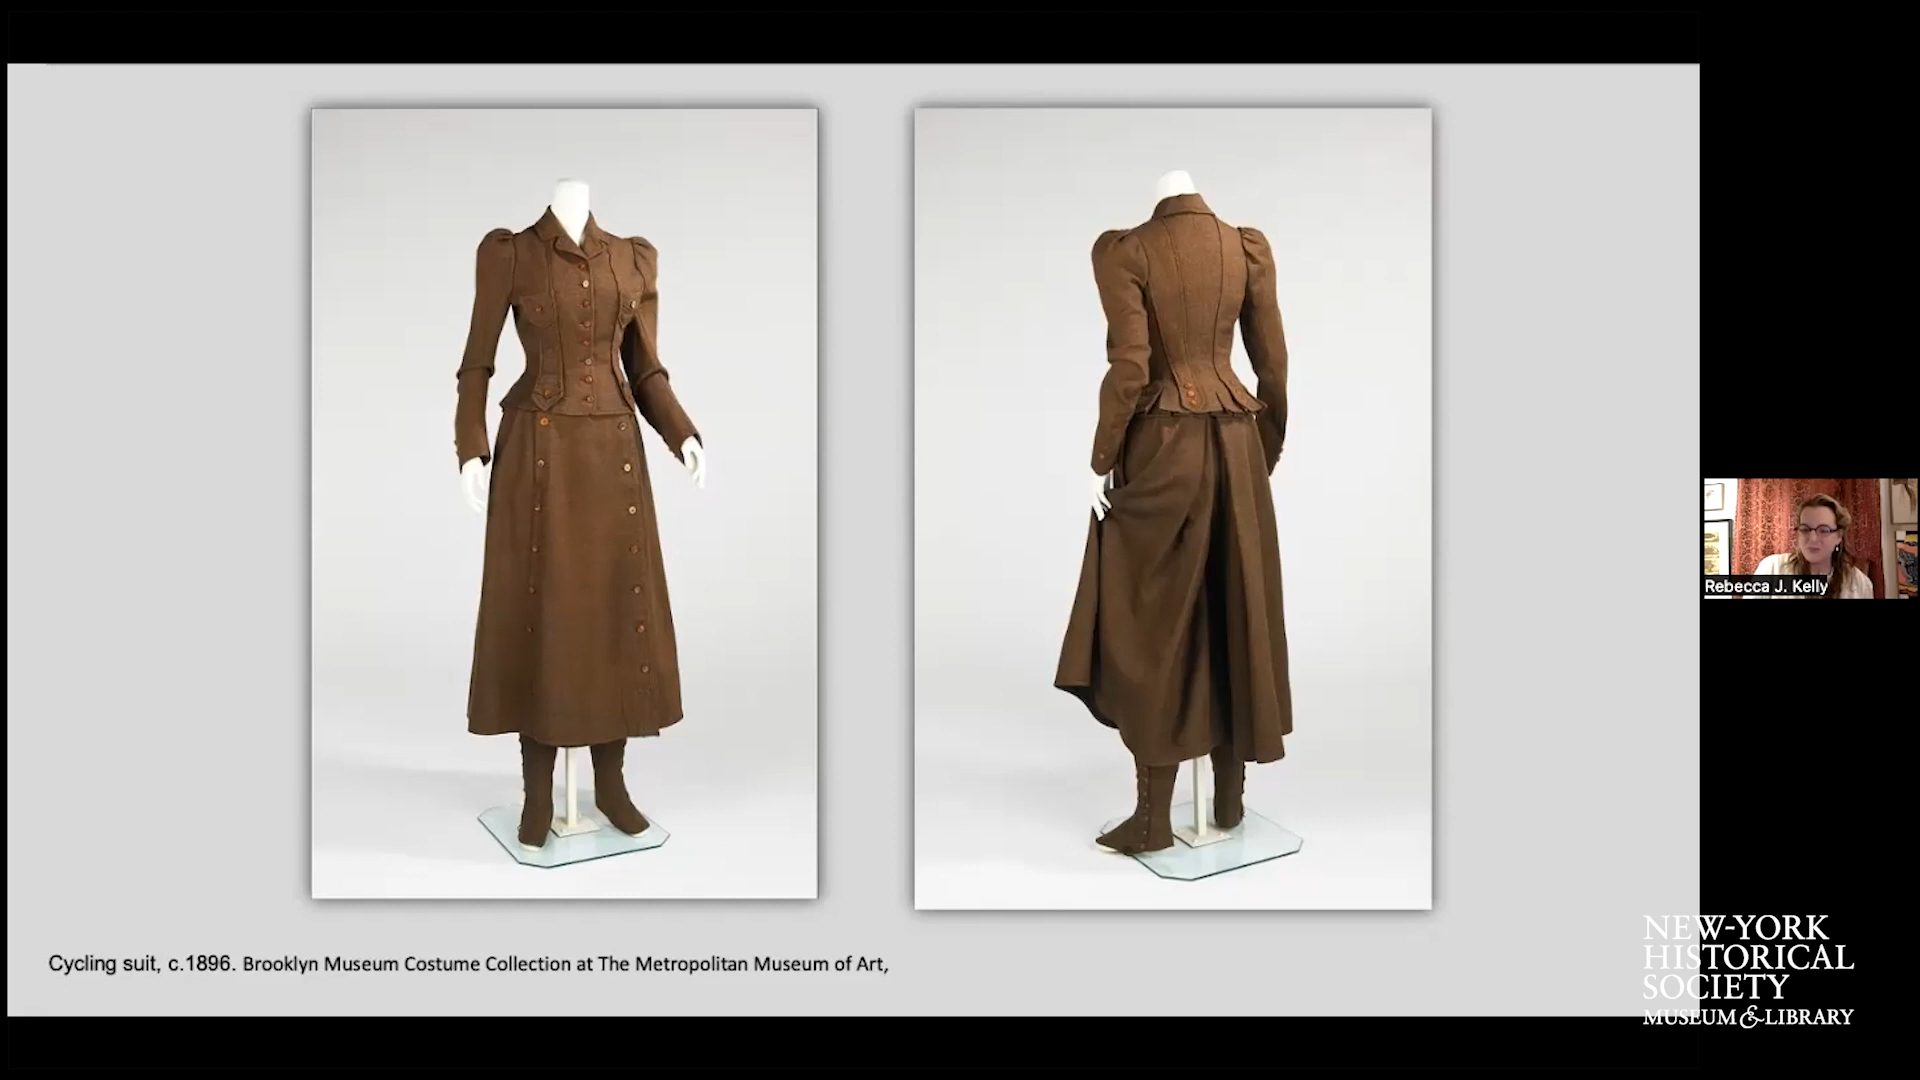 Cycling suit, c.1896. Brooklyn Museum Costume Collection at The Metropolitan Museum of Art,
Rebecca J. Kelly
NEW-YORK
HISTORICAL
SOCIETY
MUSEUM & LIBRARY